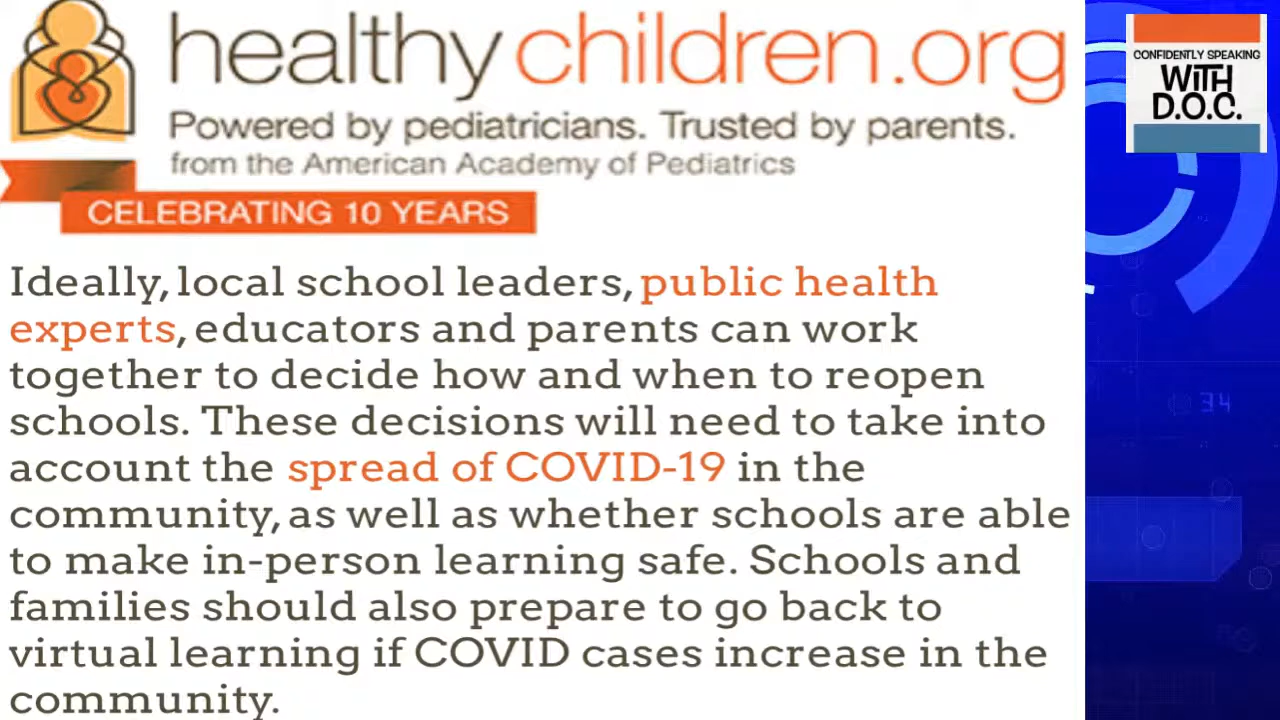 healthychildren.org
Powered by pediatricians. Trusted by parents.
from the American Academy of Pediatrics
CELEBRATING 10 YEARS
CONFIDENTLY SPEAKING
WiTH
D.O.C.
Ideally, local school leaders, public health
experts, educators and parents can work
together to decide how and when to reopen
schools. These decisions will need to take into
account the spread of COVID-19 in the
community, as well as whether schools are able
to make in-person learning safe. Schools and
families should also prepare to go back to
virtual learning if COVID cases increase in the
community.
34